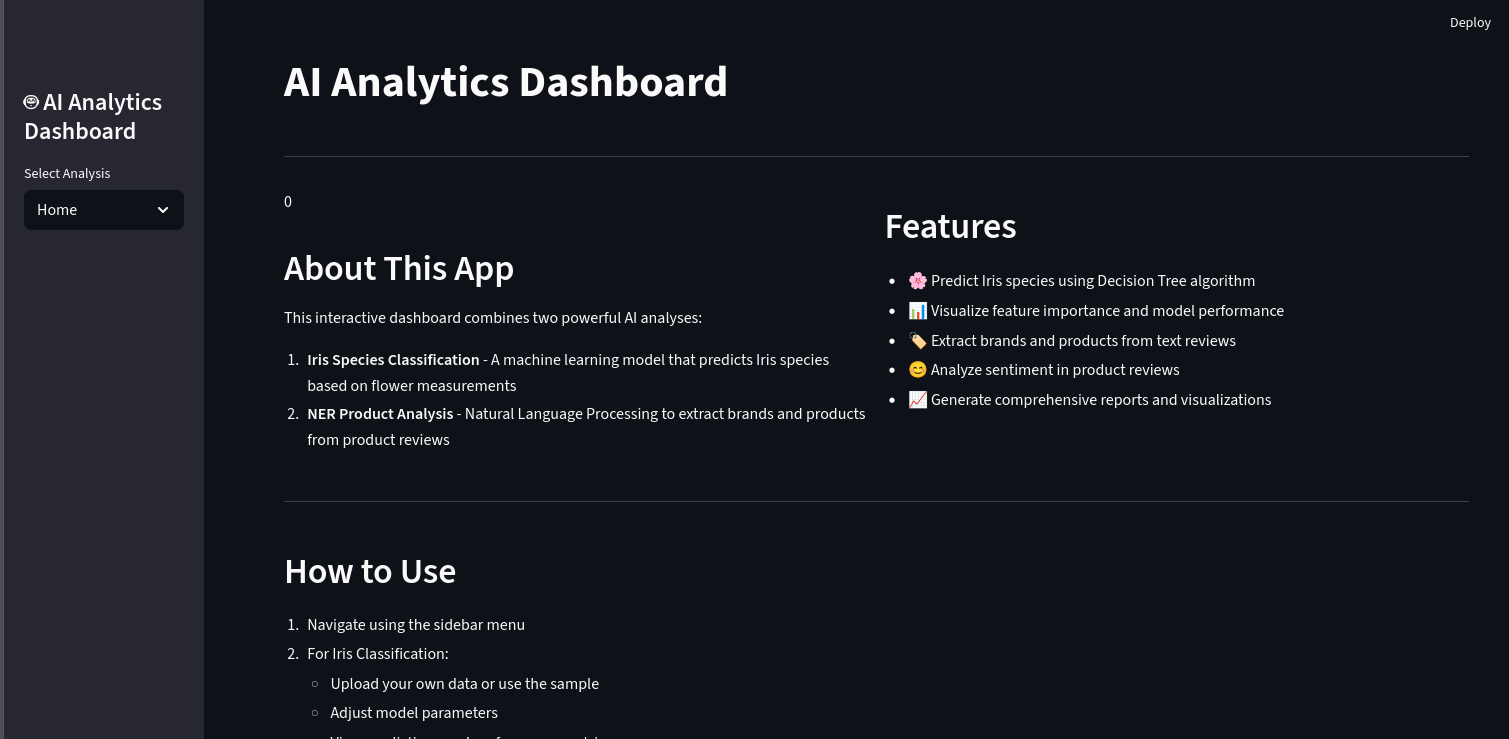 Deploy
AI Analytics
Dashboard
Select Analysis
Home
AI Analytics Dashboard
0
About This App
This interactive dashboard combines two powerful AI analyses:
1. Iris Species Classification - A machine learning model that predicts Iris species
based on flower measurements
2. NER Product Analysis - Natural Language Processing to extract brands and products
from product reviews
Features
🌸 Predict Iris species using Decision Tree algorithm
📊 Visualize feature importance and model performance
🏷️ Extract brands and products from text reviews
😊 Analyze sentiment in product reviews
📈 Generate comprehensive reports and visualizations
How to Use
1. Navigate using the sidebar menu
2. For Iris Classification:
Upload your own data or use the sample
Adjust model parameters